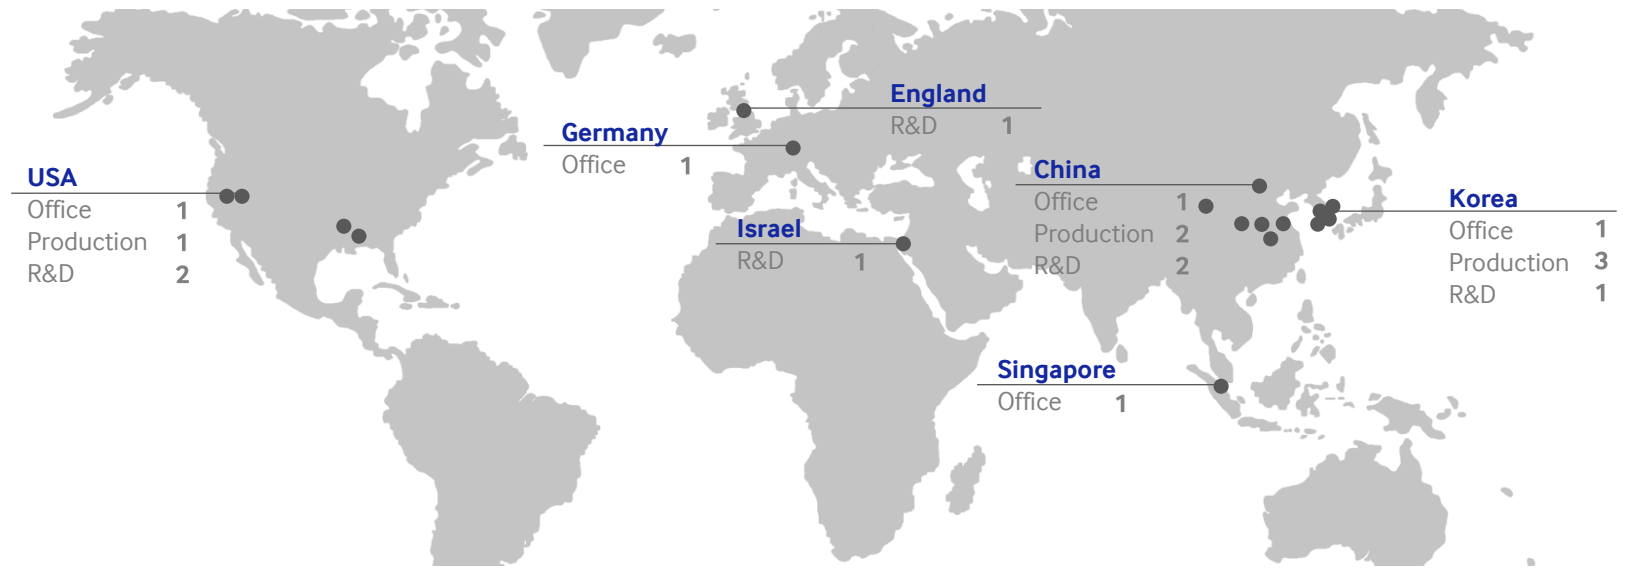 England
R&D 1
Germany
Office 1
USA
Office 1
Production 1
R&D 2
China
Office 1
Production 2
R&D 2
Korea
Office 1
Production 3
R&D 1
Israel
R&D 1
Singapore
Office 1